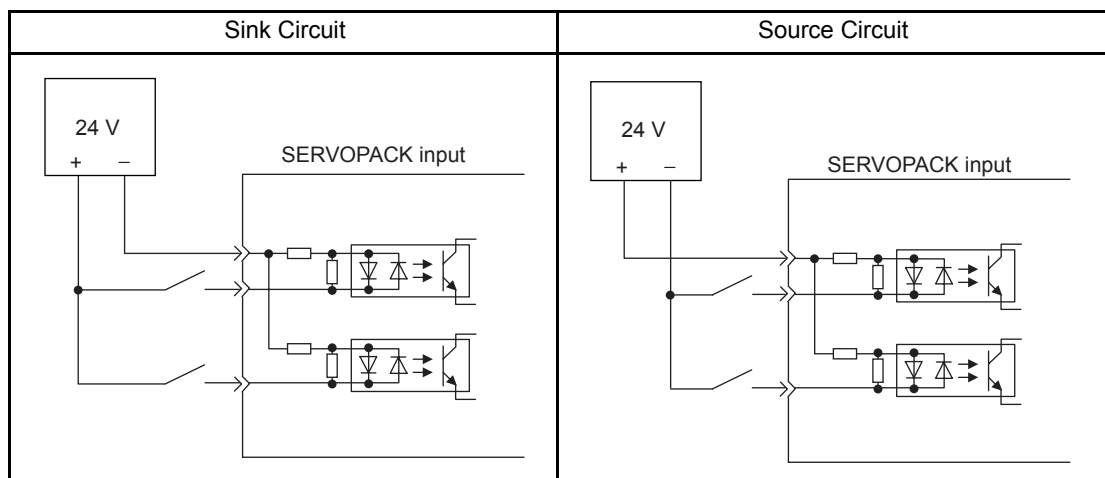 Sink Circuit
Source Circuit
24 V
+ −
SERVOPACK input
24 V
+ −
SERVOPACK input